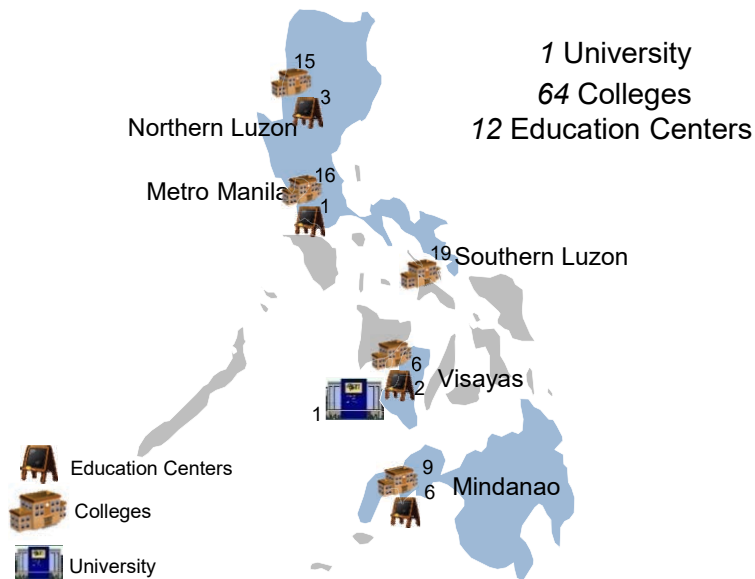 1 University
64 Colleges
12 Education Centers
15
3
Northern Luzon
16
Metro Manila
1
19 Southern Luzon
6
Visayas
2
1
9
6 Mindanao
Education Centers
Colleges
University